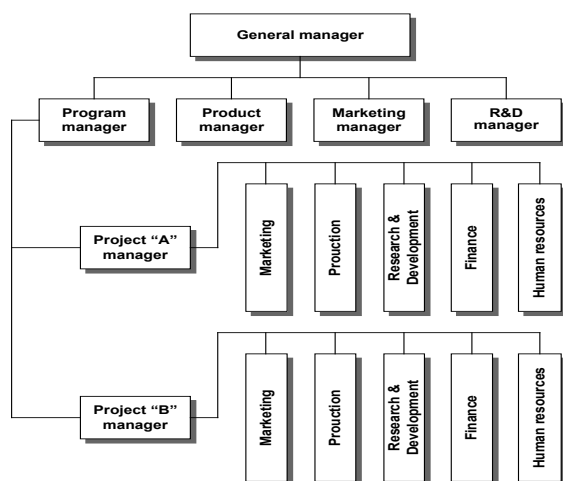 General manager
Program
manager
Product
manager
Marketing
manager
R&D
manager
Project “A”
manager
Marketing
Prouction
Research &
Development
Finance
Human resources
Project “B”
manager
Marketing
Prouction
Research &
Development
Finance
Human resources